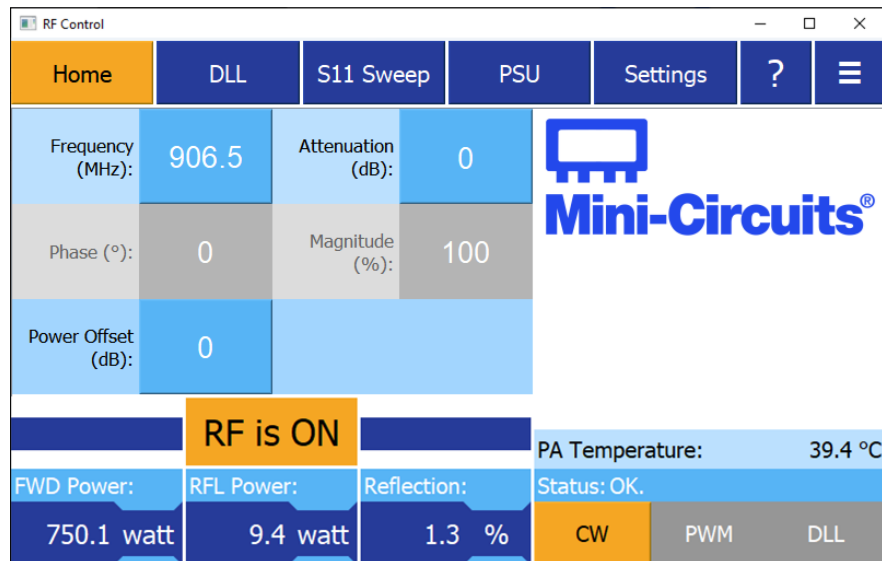 RF Control
Home DLL S11 Sweep PSU Settings ?
Frequency (MHz): 906.5 Attenuation (dB): 0
Mini-Circuits®
Phase (°): 0 Magnitude (%): 100
Power Offset (dB): 0
RF is ON
PA Temperature: 39.4 ºC
FWD Power: RFL Power: Reflection: Status: OK.
750.1 watt 9.4 watt 1.3 % CW PWM DLL